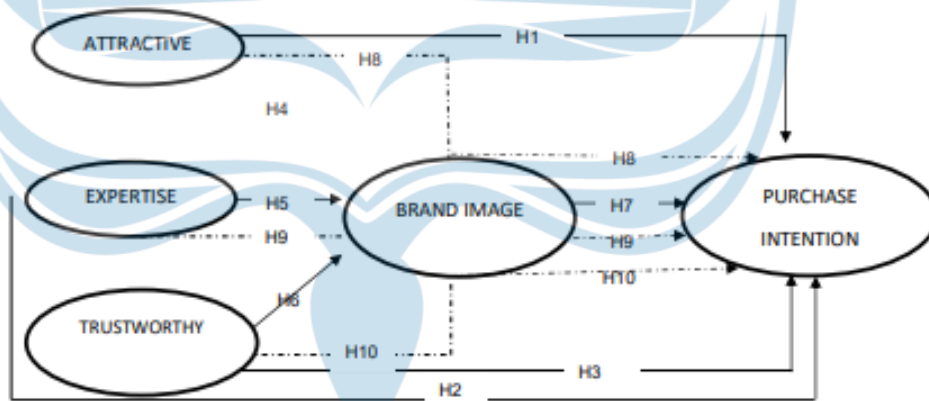 ATTRACTIVE
H1
H8
H4
H8
EXPERTISE
H5
BRAND IMAGE
H7
PURCHASE
INTENTION
H9
H9
H10
H6
TRUSTWORTHY
H10
H3
H2